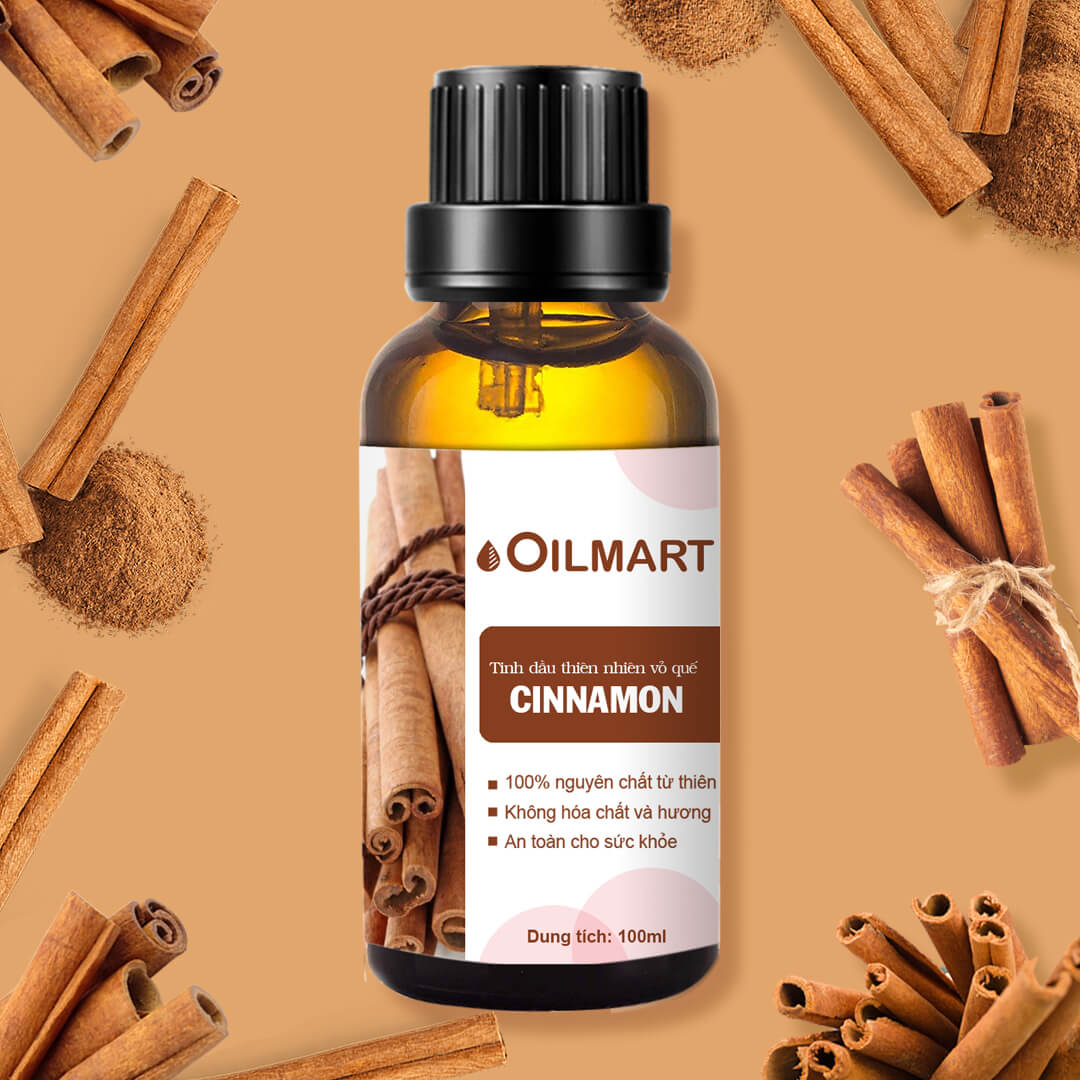 OILMART
Tinh dầu thiên nhiên vỏ quế
CINNAMON
100% nguyên chất từ thiên
Không hóa chất và hương
An toàn cho sức khỏe
Dung tích: 100ml